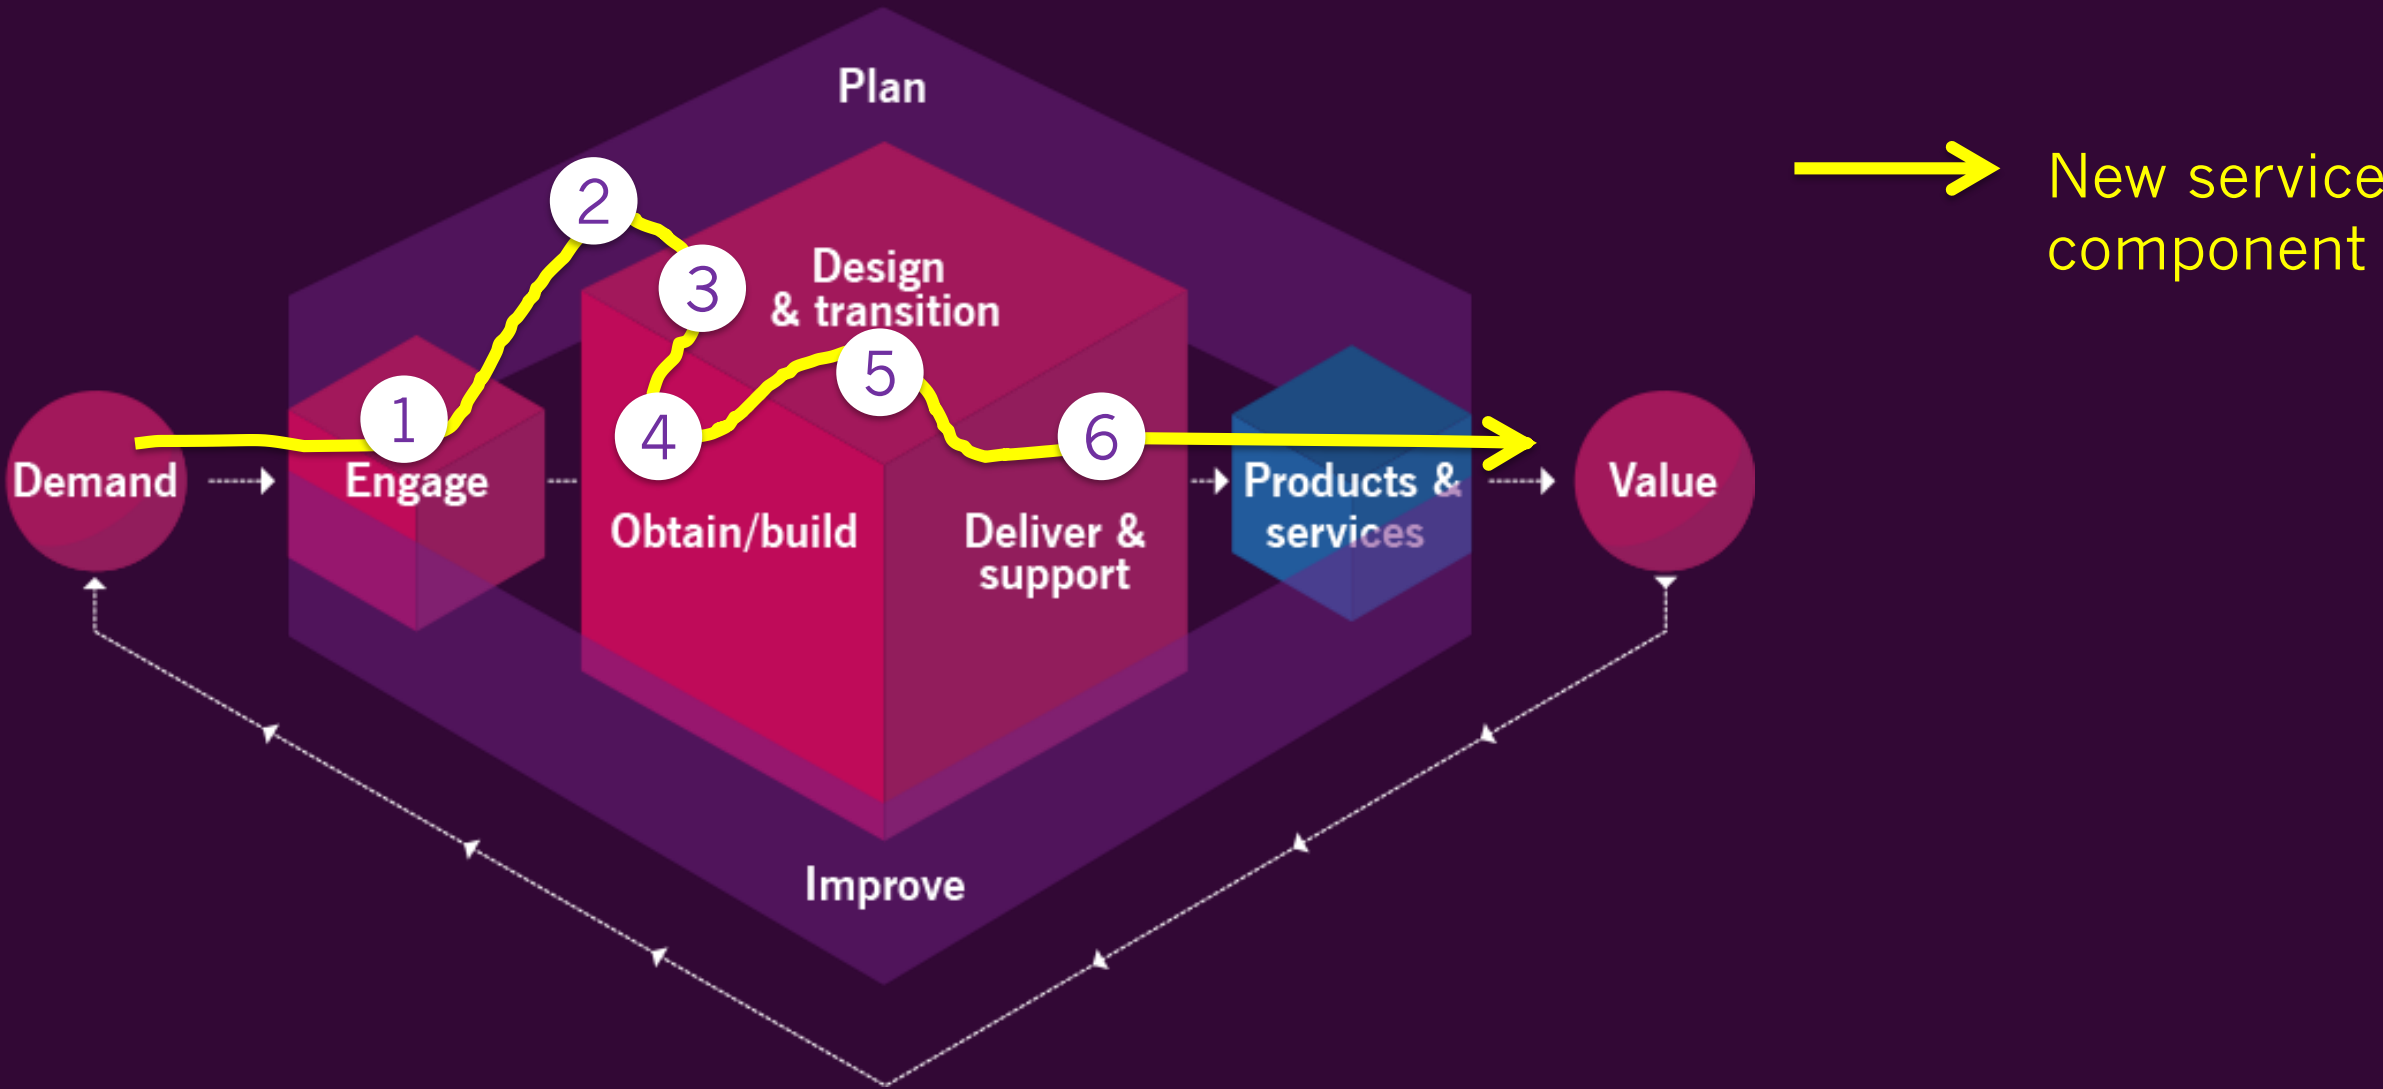 Plan
New service
component
2
3
Design
& transition
1
5
4
6
Demand
Engage
Products &
services
Value
Obtain/build
Deliver &
support
Improve